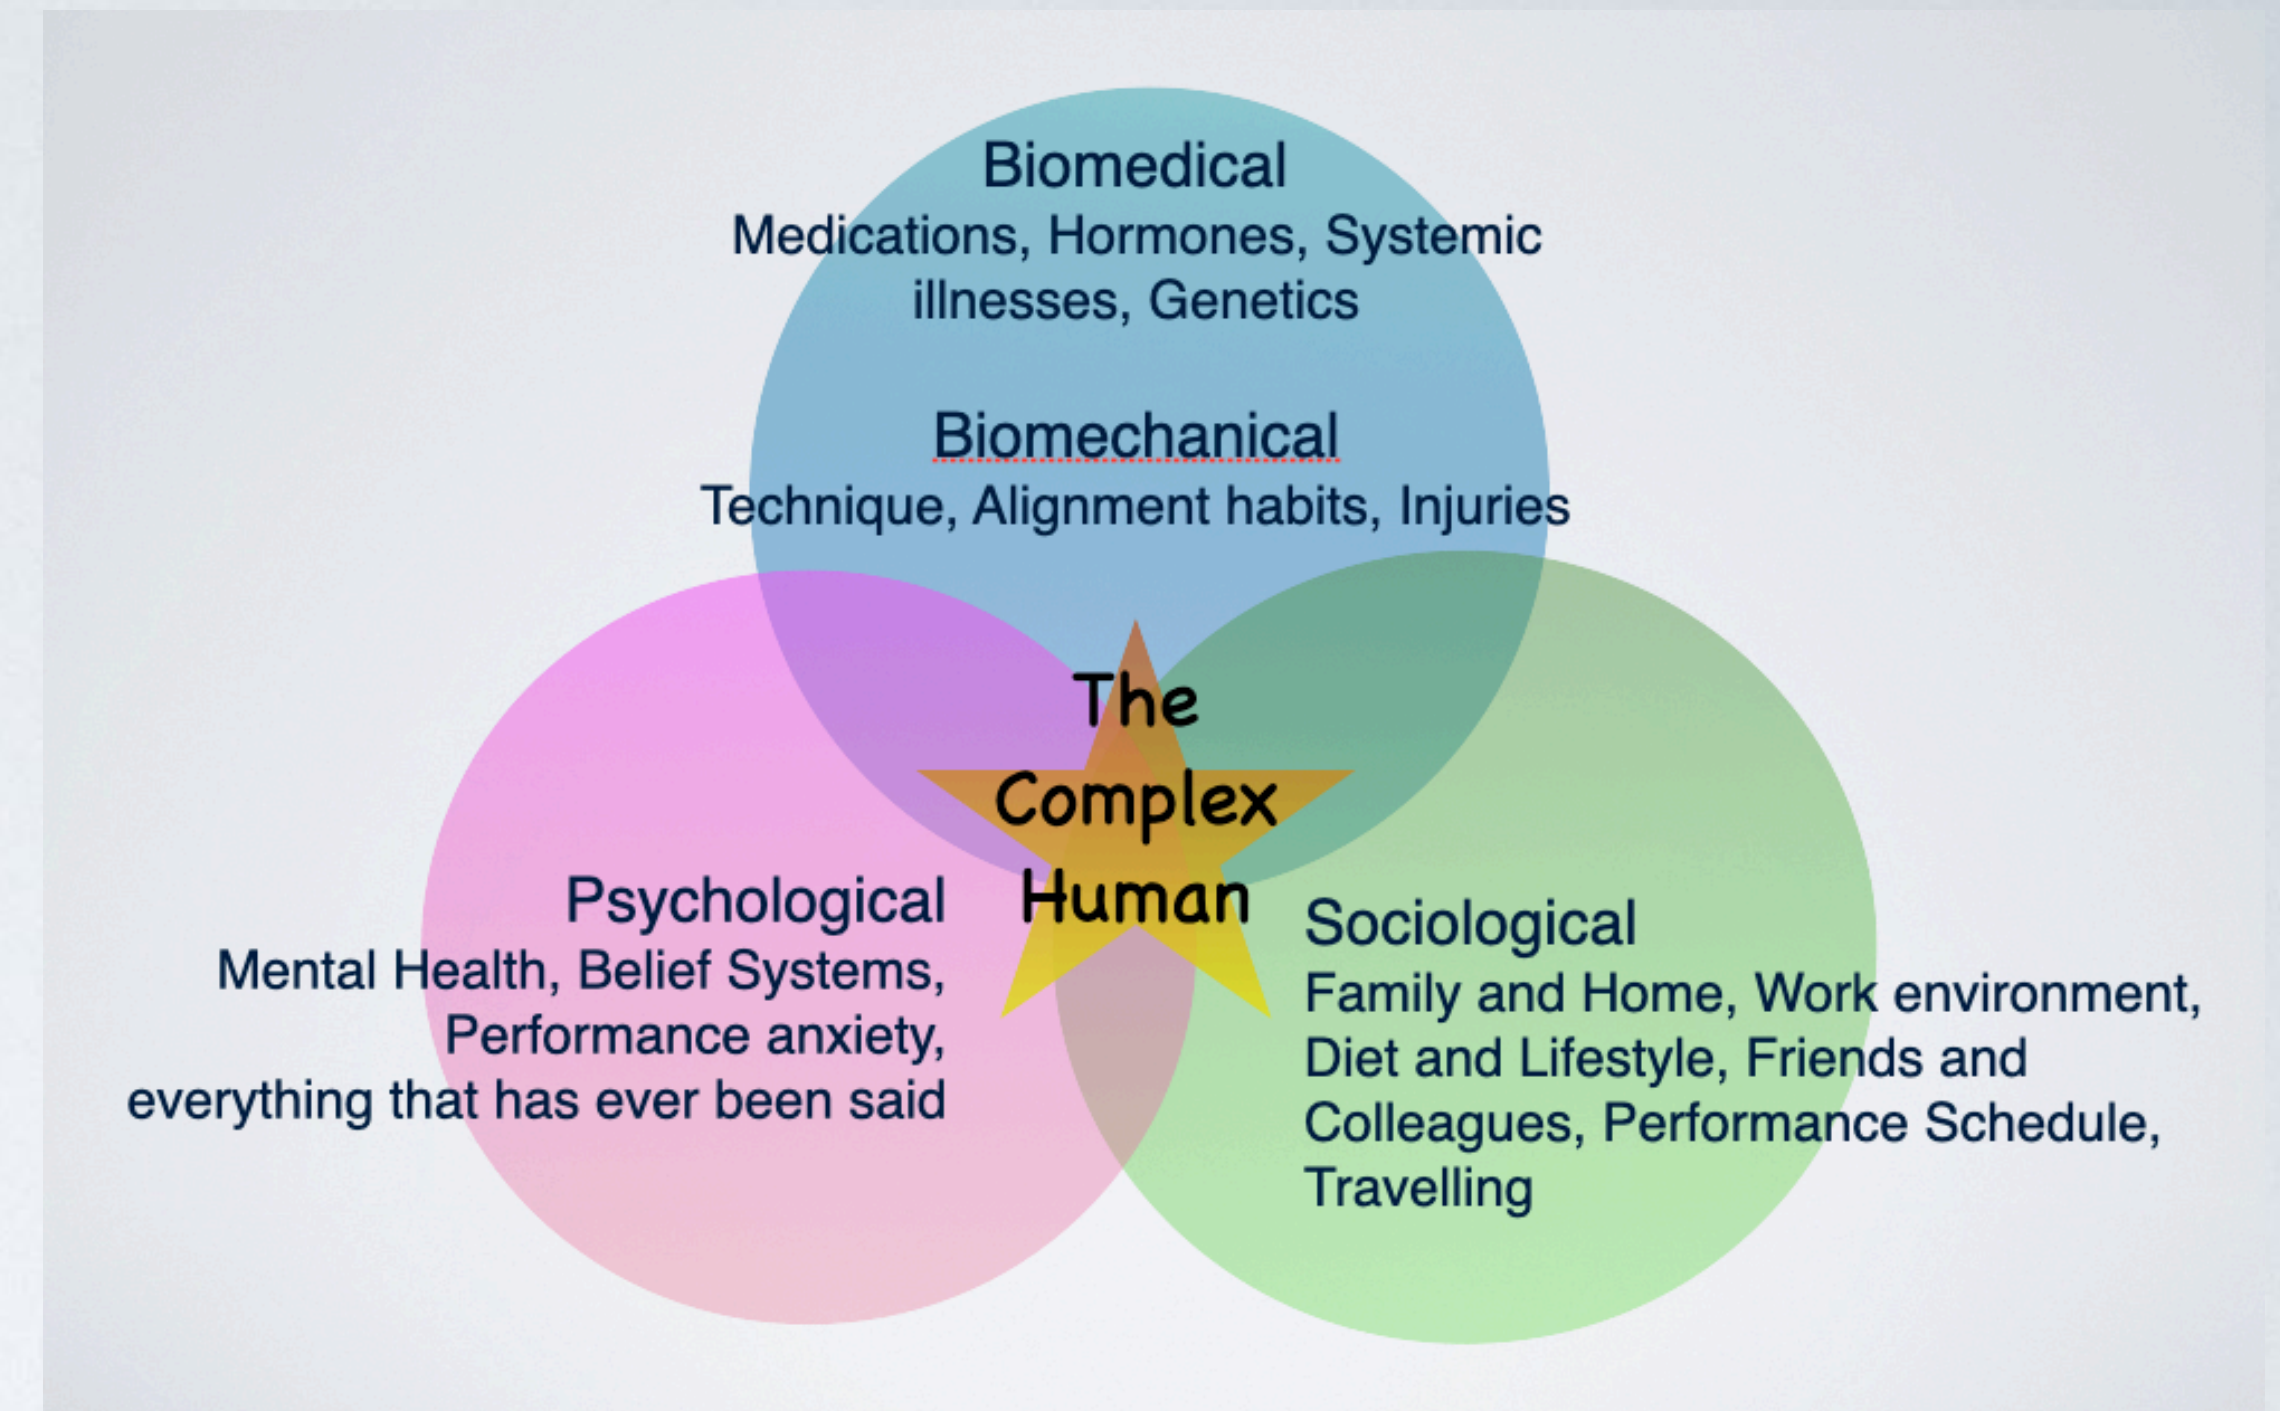 Biomedical
Medications, Hormones, Systemic
illnesses, Genetics
Biomechanical
Technique, Alignment habits, Injuries
The
Complex
Human
Psychological
Mental Health, Belief Systems,
Performance anxiety,
everything that has ever been said
Sociological
Family and Home, Work environment,
Diet and Lifestyle, Friends and
Colleagues, Performance Schedule,
Travelling